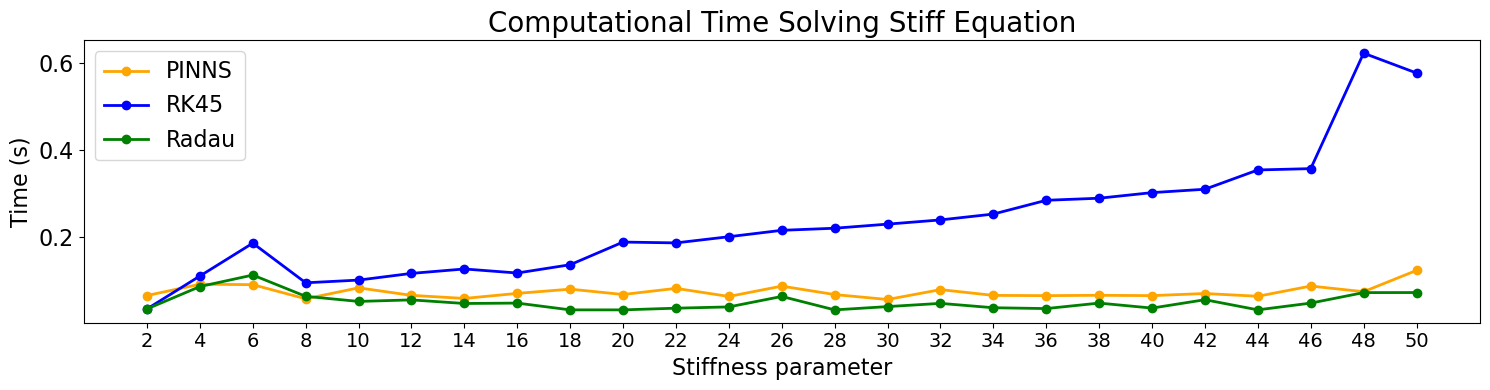 Computational Time Solving Stiff Equation
PINNS
RK45
Radau
Time (s)
0.6
0.4
0.2
2 4 6 8 10 12 14 16 18 20 22 24 26 28 30 32 34 36 38 40 42 44 46 48 50
Stiffness parameter